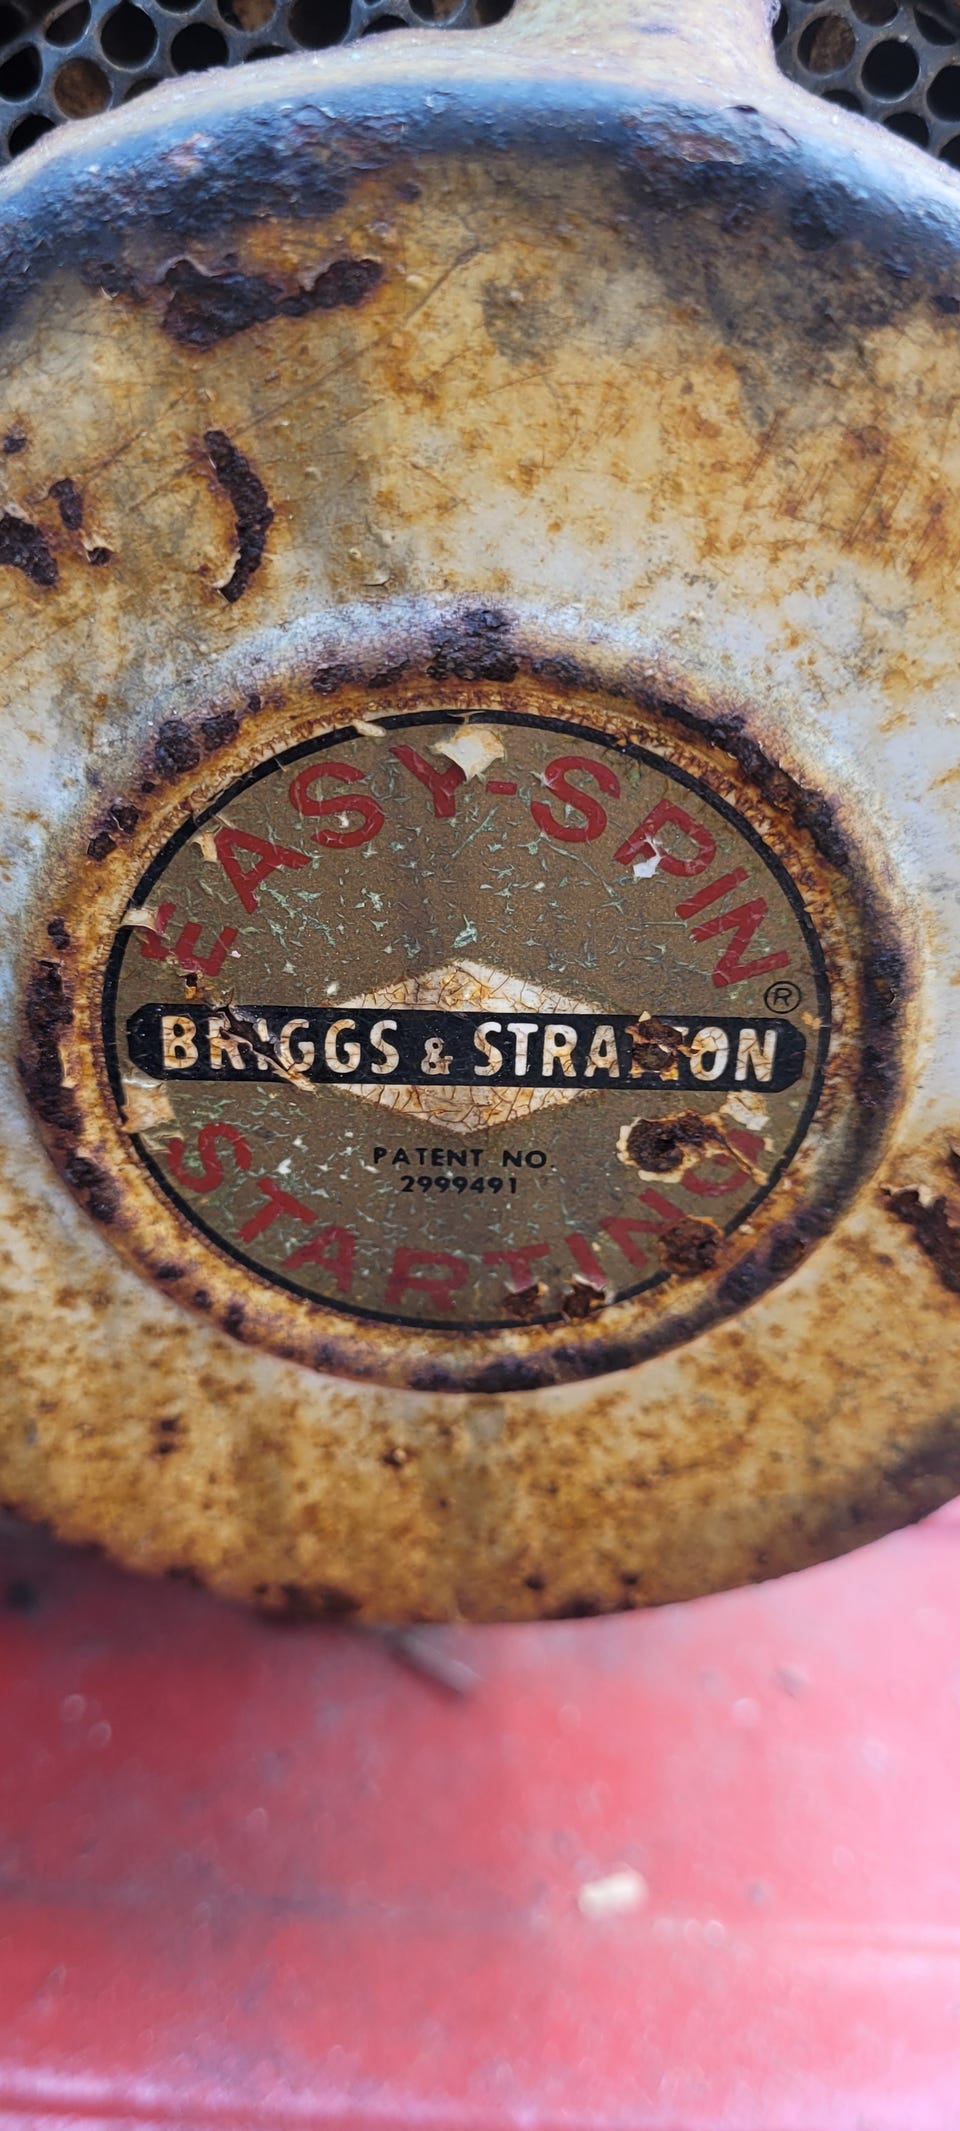 EASY-SPIN
®
BRIGGS & STRATTON
PATENT NO.
2999491
STARTING